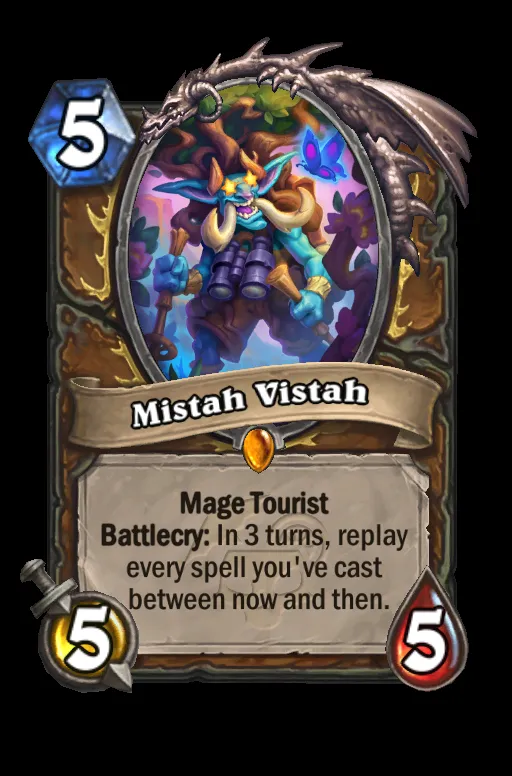 5
Mistah Vistah
Mage Tourist
Battlecry: In 3 turns, replay
every spell you've cast
between now and then.
5
5